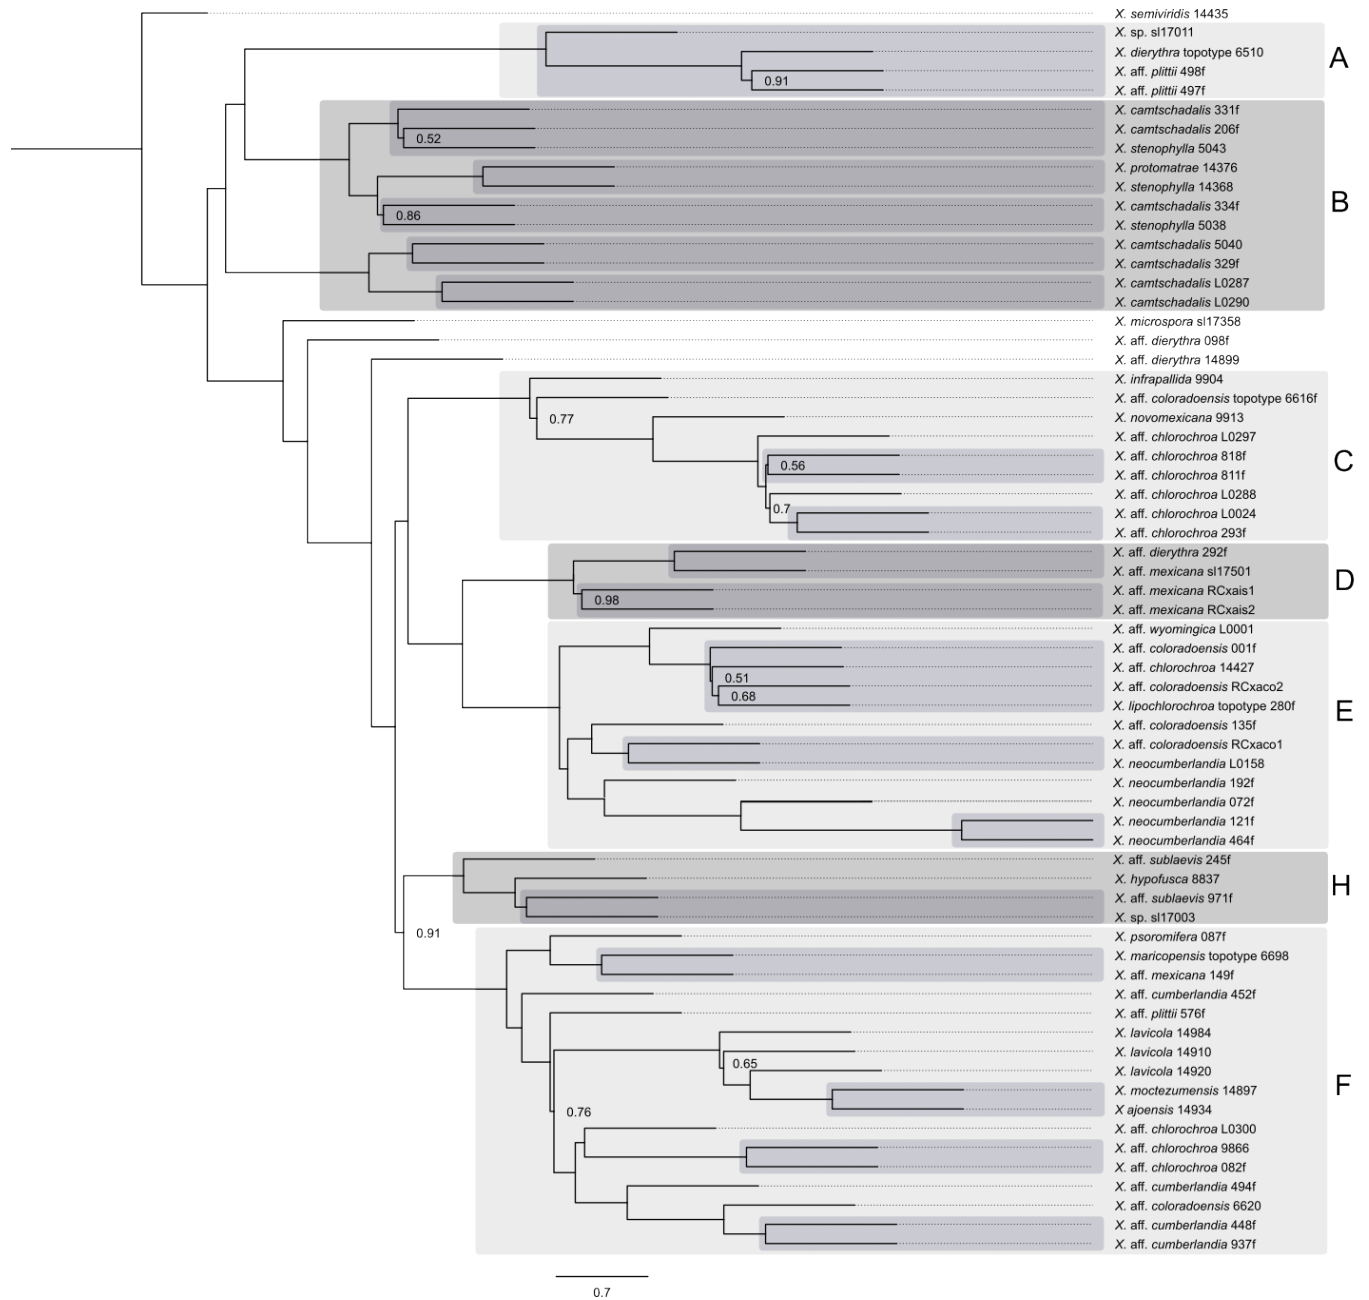 X. semiviridis 14435
X. sp. sl17011
X. dierythra topotype 6510
A
X. aff. plittii 498f
0.91
X. aff. plittii 497f
X. camtschadalis 331f
X. camtschadalis 206f
0.52
X. stenophylla 5043
X. protomatrae 14376
X. stenophylla 14368
B
X. camtschadalis 334f
0.86
X. stenophylla 5038
X. camtschadalis 5040
X. camtschadalis 329f
X. camtschadalis L0287
X. camtschadalis L0290
X. microspora sl17358
X. aff. dierythra 098f
X. aff. dierythra 14899
X. infrapallida 9904
X. aff. coloradoensis topotype 6616f
0.77
X. novomexicana 9913
X. aff. chlorochroa L0297
X. aff. chlorochroa 818f
C
0.56
X. aff. chlorochroa 811f
X. aff. chlorochroa L0288
0.7
X. aff. chlorochroa L0024
X. aff. chlorochroa 293f
X. aff. dierythra 292f
X. aff. mexicana sl17501
D
X. aff. mexicana RCxais1
0.98
X. aff. mexicana RCxais2
X. aff. wyomingica L0001
X. aff. coloradoensis 001f
X. aff. chlorochroa 14427
0.51
X. aff. coloradoensis RCxaco2
0.68
X. lipochlorochroa topotype 280f
E
X. aff. coloradoensis 135f
X. aff. coloradoensis RCxaco1
X. neocumberlandia L0158
X. neocumberlandia 192f
X. neocumberlandia 072f
X. neocumberlandia 121f
X. neocumberlandia 464f
X. aff. sublaevis 245f
X. hypofusca 8837
H
X. aff. sublaevis 971f
X. sp. sl17003
0.91
X. psoromifera 087f
X. maricopensis topotype 6698
X. aff. mexicana 149f
X. aff. cumberlandia 452f
X. aff. plittii 576f
X. lavicola 14984
X. lavicola 14910
0.65
X. lavicola 14920
F
X. moctezumensis 14897
X ajoensis 14934
0.76
X. aff. chlorochroa L0300
X. aff. chlorochroa 9866
X. aff. chlorochroa 082f
X. aff. cumberlandia 494f
X. aff. coloradoensis 6620
X. aff. cumberlandia 448f
X. aff. cumberlandia 937f
0.7